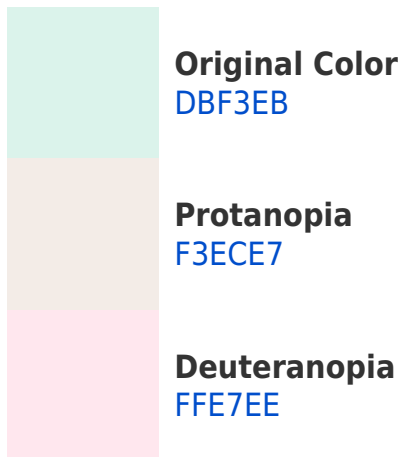 Original Color
DBF3EB
Protanopia
F3ECE7
Deuteranopia
FFE7EE